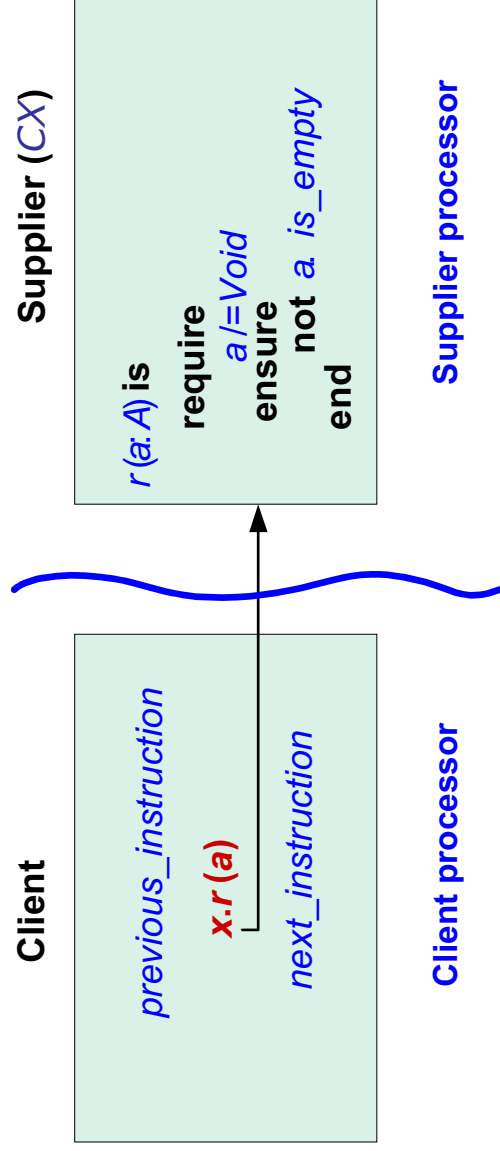 Client
previous_instruction
x.r (a)
next_instruction
Client processor
Supplier (CX)
r (a: A) is
require
a /= Void
ensure
not a. is_empty
end
Supplier processor